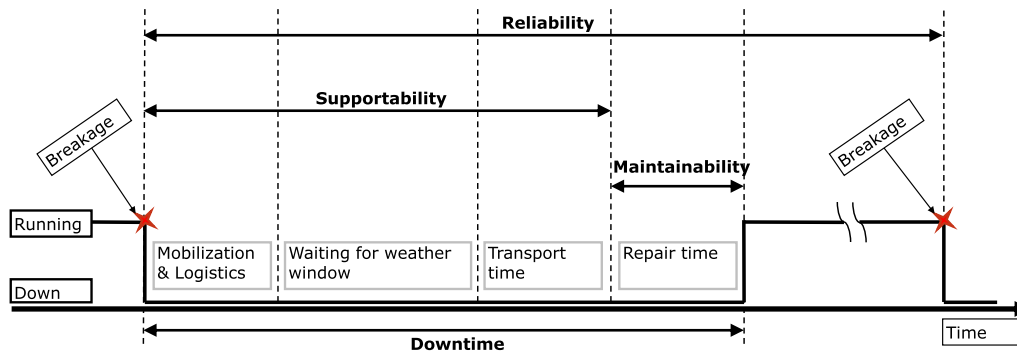 Reliability
Supportability
Breakage
Breakage
Maintainability
Running
Mobilization
& Logistics
Waiting for weather
window
Transport
time
Repair time
Down
Time
Downtime